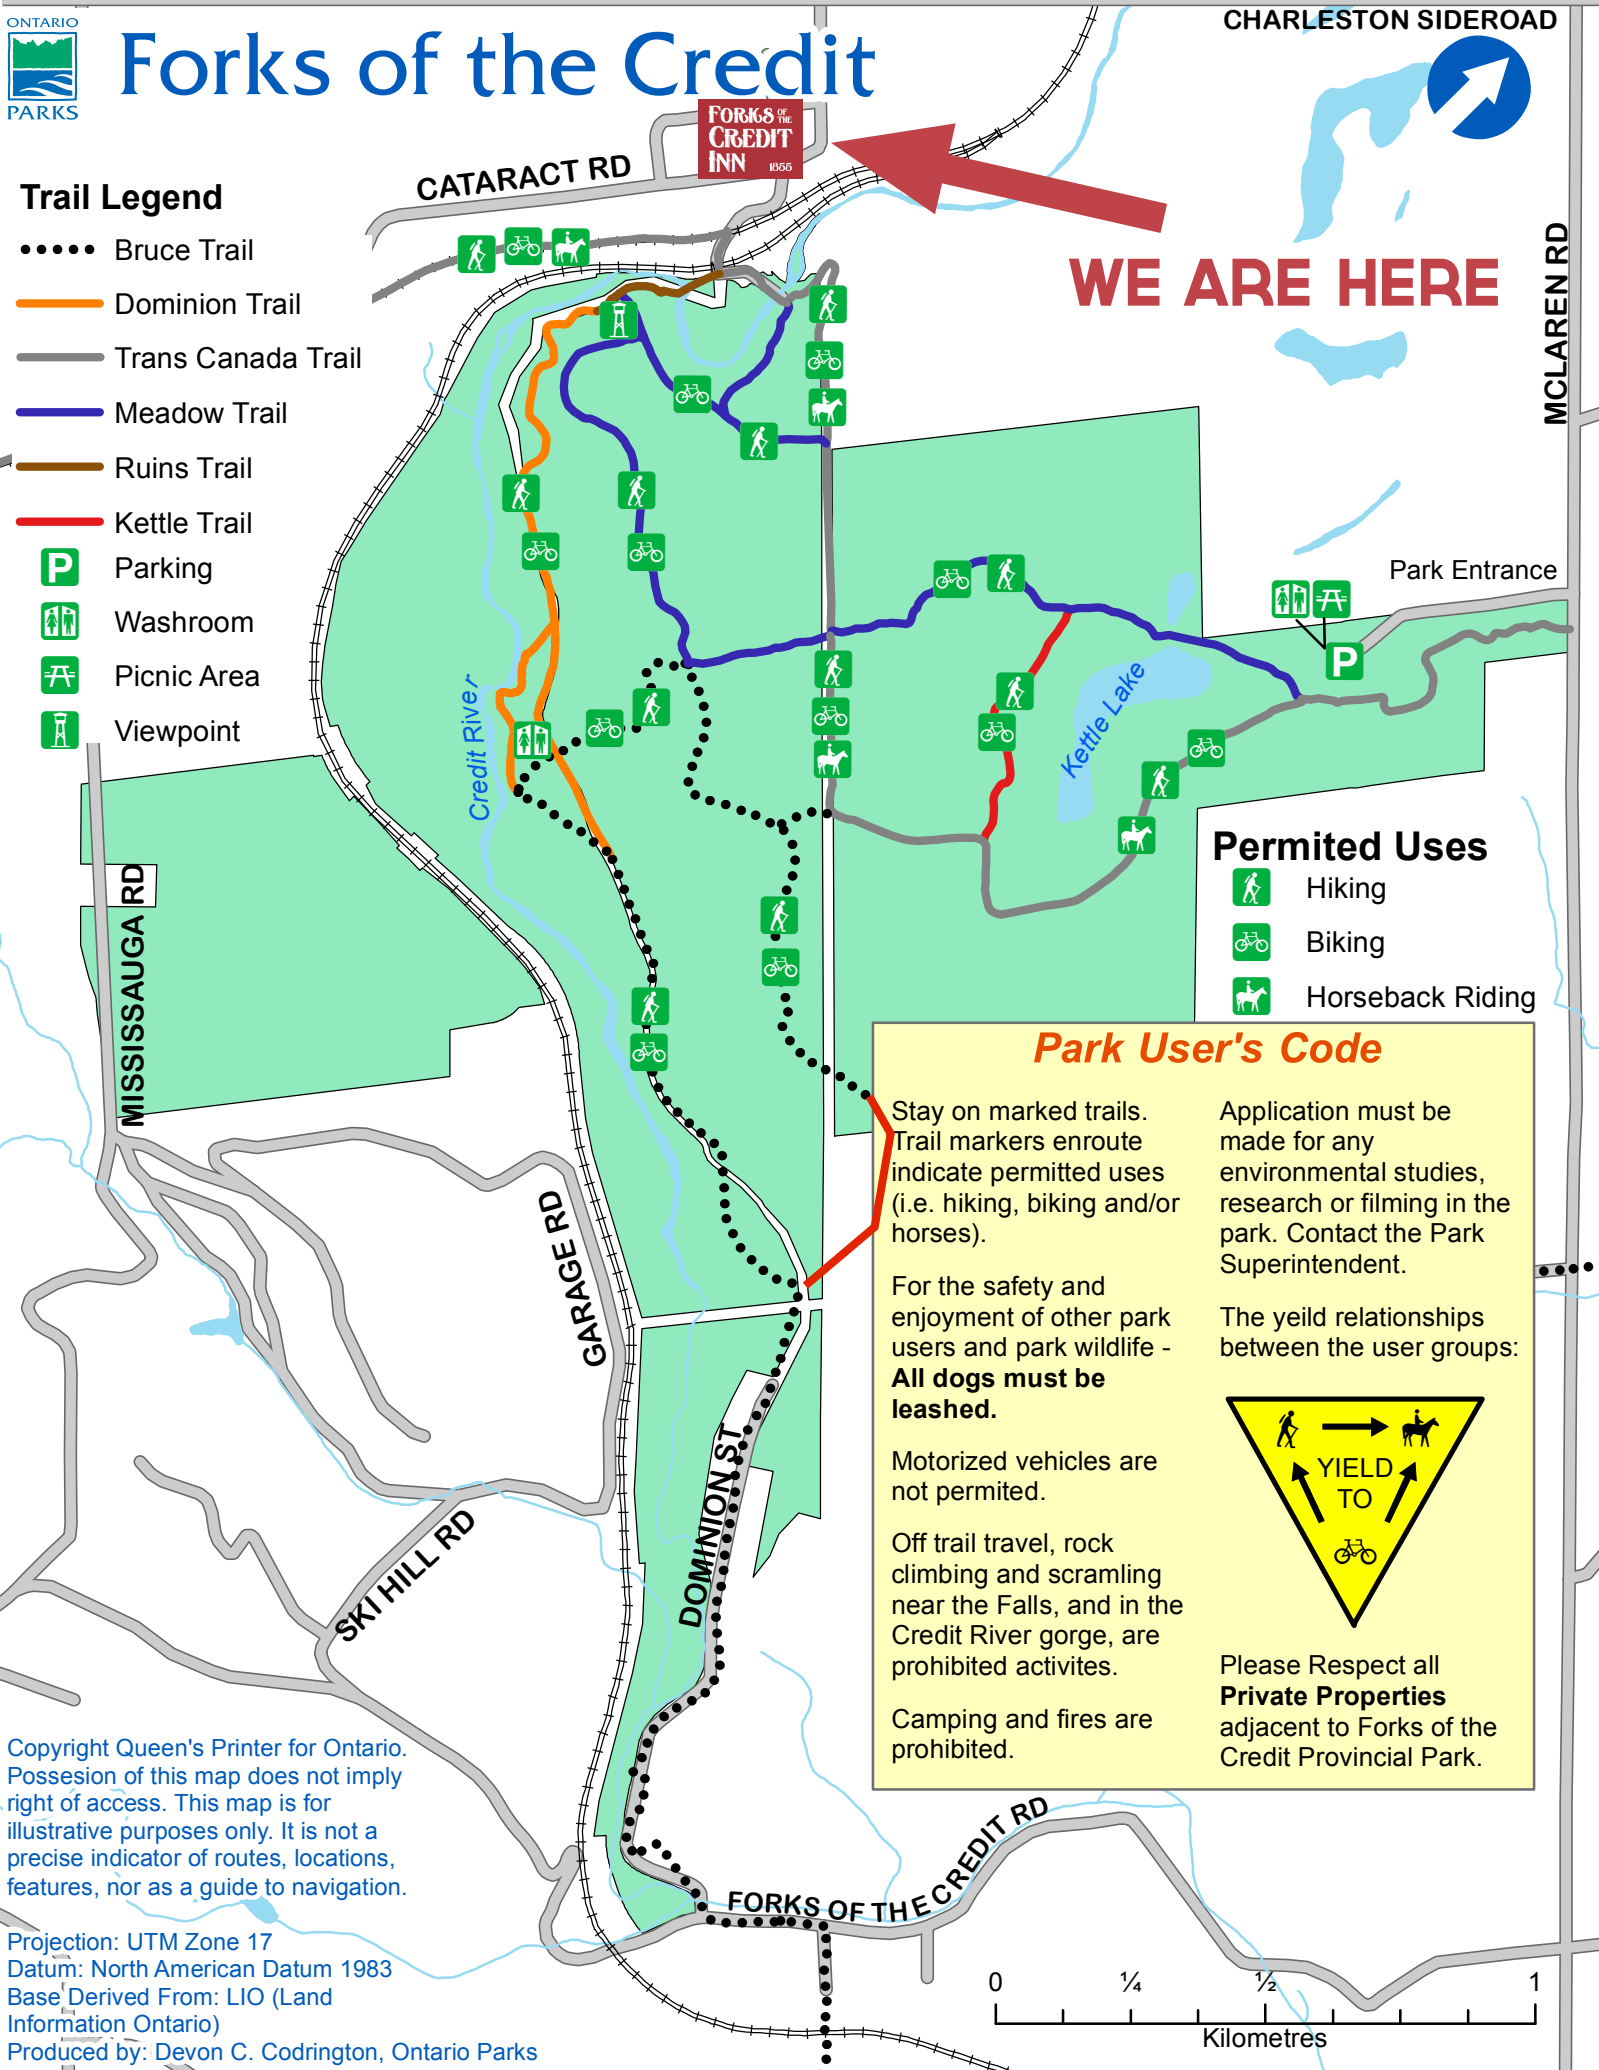 ONTARIO
PARKS
Forks of the Credit
CHARLESTON SIDEROAD
FORKS OF THE
CREDIT
INN 1855
CATARACT RD
WE ARE HERE
MCLAREN RD
Trail Legend
Bruce Trail
Dominion Trail
Trans Canada Trail
Meadow Trail
Ruins Trail
Kettle Trail
P Parking
Washroom
Picnic Area
Viewpoint
Park Entrance
P
Kettle Lake
Credit River
MISSISSAUGA RD
Permited Uses
Hiking
Biking
Horseback Riding
GARAGE RD
SKI HILL RD
DOMINION ST
FORKS OF THE CREDIT RD
Park User's Code
Stay on marked trails.
Trail markers enroute
indicate permitted uses
(i.e. hiking, biking and/or
horses).
For the safety and
enjoyment of other park
users and park wildlife -
All dogs must be
leashed.
Motorized vehicles are
not permited.
Off trail travel, rock
climbing and scramling
near the Falls, and in the
Credit River gorge, are
prohibited activites.
Camping and fires are
prohibited.
Application must be
made for any
environmental studies,
research or filming in the
park. Contact the Park
Superintendent.
The yeild relationships
between the user groups:
YIELD
TO
Please Respect all
Private Properties
adjacent to Forks of the
Credit Provincial Park.
Copyright Queen's Printer for Ontario.
Possesion of this map does not imply
right of access. This map is for
illustrative purposes only. It is not a
precise indicator of routes, locations,
features, nor as a guide to navigation.
Projection: UTM Zone 17
Datum: North American Datum 1983
Base Derived From: LIO (Land
Information Ontario)
Produced by: Devon C. Codrington, Ontario Parks
0 ¼ ½ 1
Kilometres